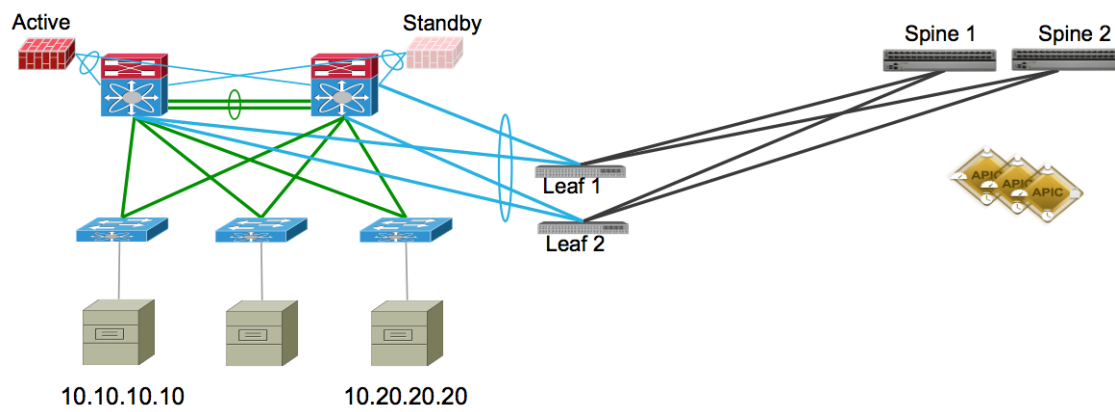 Active
Standby
Spine 1
Spine 2
Leaf 1
Leaf 2
APIC
APIC
APIC
10.10.10.10
10.20.20.20